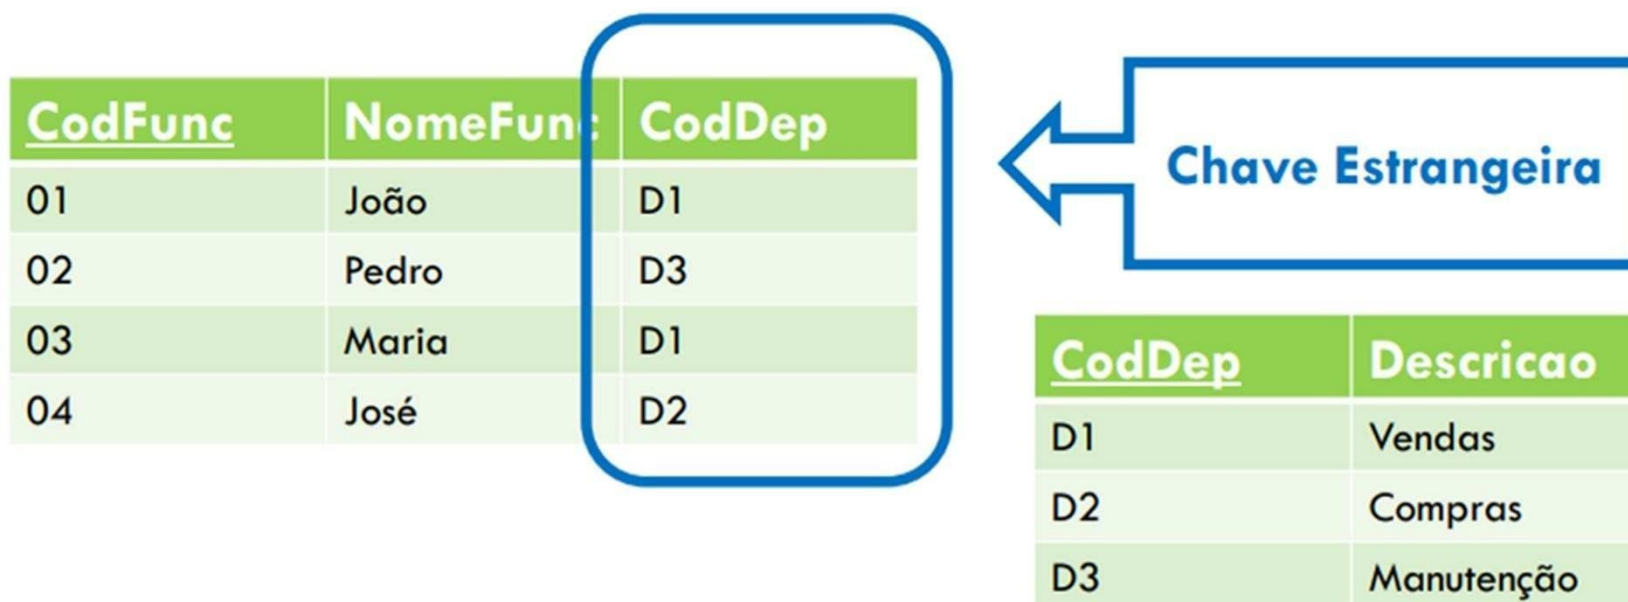 CodFunc NomeFunc CodDep
01 João D1
02 Pedro D3
03 Maria D1
04 José D2
Chave Estrangeira
CodDep Descricao
D1 Vendas
D2 Compras
D3 Manutenção